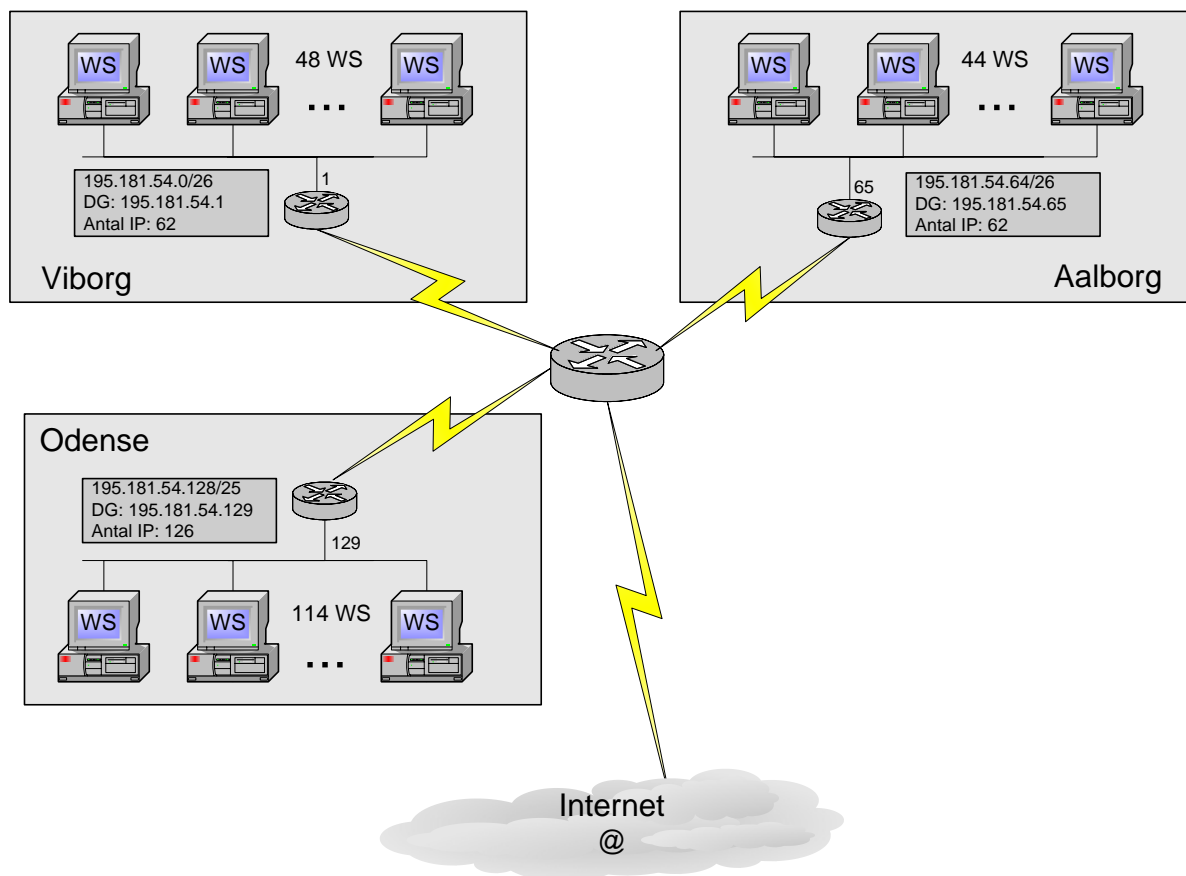 WS
WS
48 WS
WS
...
195.181.54.0/26
DG: 195.181.54.1
Antal IP: 62
1
Viborg
WS
WS
44 WS
WS
...
65
195.181.54.64/26
DG: 195.181.54.65
Antal IP: 62
Aalborg
Odense
195.181.54.128/25
DG: 195.181.54.129
Antal IP: 126
129
WS
WS
114 WS
WS
...
Internet
@